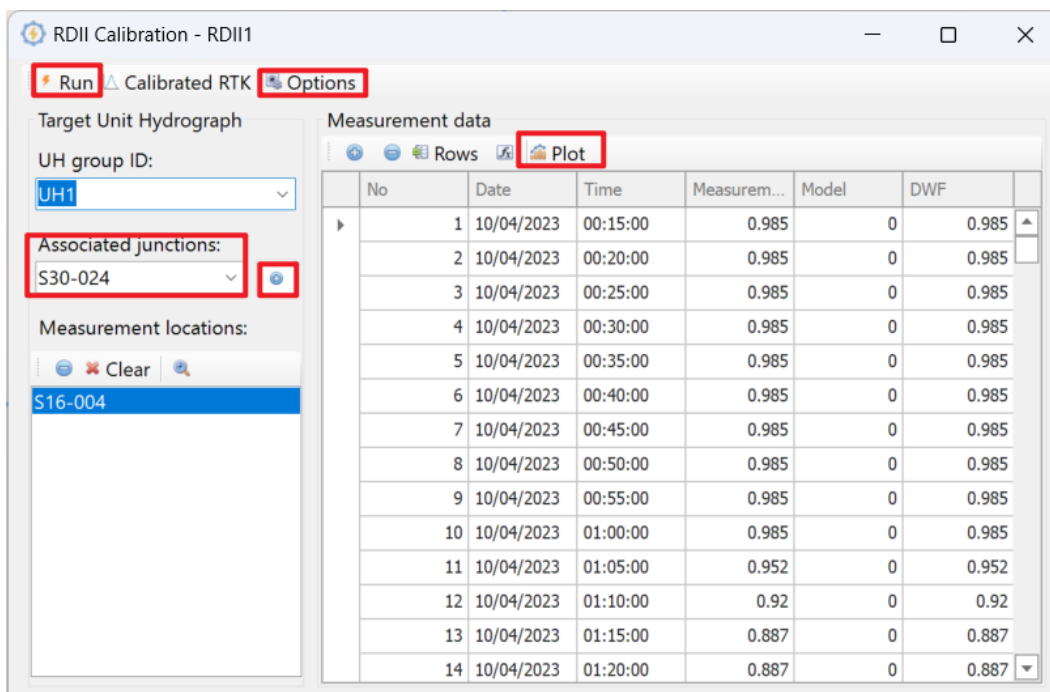 RDII Calibration - RDII1
Run Calibrated RTK Options
Target Unit Hydrograph
UH group ID:
UH1
Associated junctions:
S30-024
Measurement locations:
Clear
S16-004
Measurement data
Rows fx Plot
No Date Time Measurem... Model DWF
1 10/04/2023 00:15:00 0.985 0 0.985
2 10/04/2023 00:20:00 0.985 0 0.985
3 10/04/2023 00:25:00 0.985 0 0.985
4 10/04/2023 00:30:00 0.985 0 0.985
5 10/04/2023 00:35:00 0.985 0 0.985
6 10/04/2023 00:40:00 0.985 0 0.985
7 10/04/2023 00:45:00 0.985 0 0.985
8 10/04/2023 00:50:00 0.985 0 0.985
9 10/04/2023 00:55:00 0.985 0 0.985
10 10/04/2023 01:00:00 0.985 0 0.985
11 10/04/2023 01:05:00 0.952 0 0.952
12 10/04/2023 01:10:00 0.92 0 0.92
13 10/04/2023 01:15:00 0.887 0 0.887
14 10/04/2023 01:20:00 0.887 0 0.887